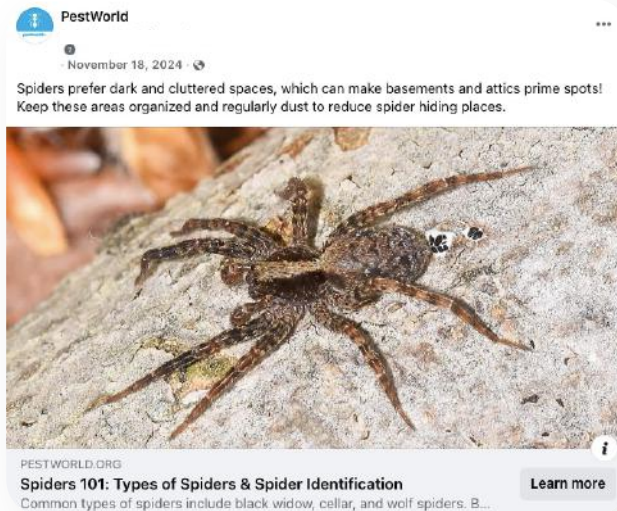 PestWorld
November 18, 2024 ·
Spiders prefer dark and cluttered spaces, which can make basements and attics prime spots!
Keep these areas organized and regularly dust to reduce spider hiding places.
PESTWORLD.ORG
Spiders 101: Types of Spiders & Spider Identification
Learn more
Common types of spiders include black widow, cellar, and wolf spiders. B...